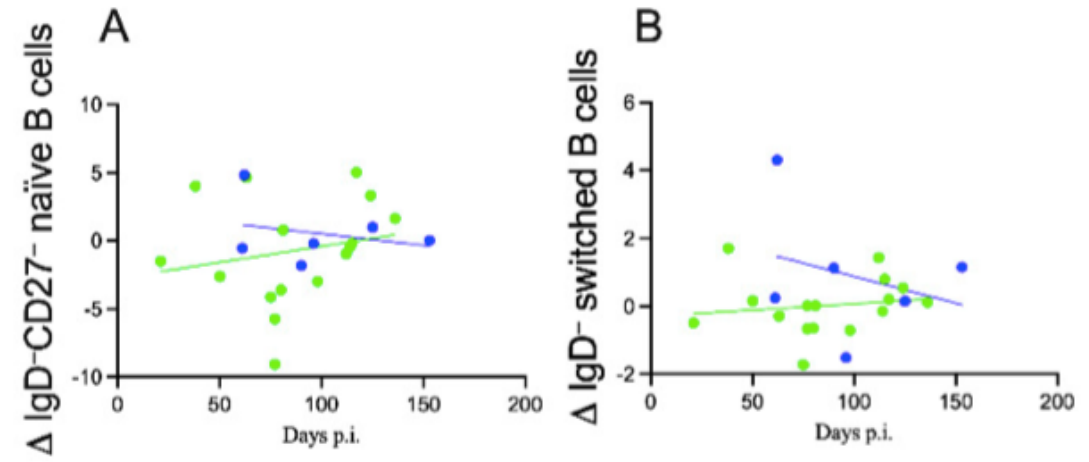 A
Δ IgD⁻CD27⁻ naïve B cells
10
5
0
-5
-10
0 50 100 150 200
Days p.i.
B
Δ IgD⁻ switched B cells
6
4
2
0
-2
0 50 100 150 200
Days p.i.